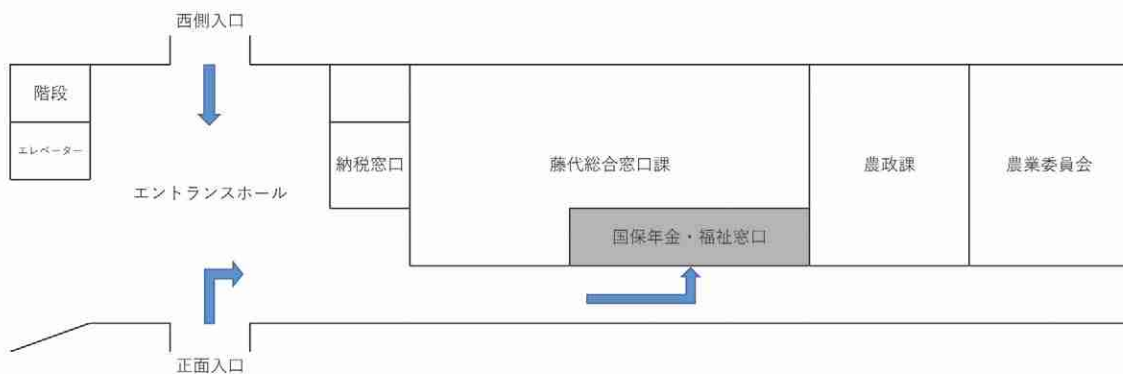 西側入口
階段
エレベーター
エントランスホール
納税窓口
藤代総合窓口課
国保年金・福祉窓口
農政課
農業委員会
正面入口